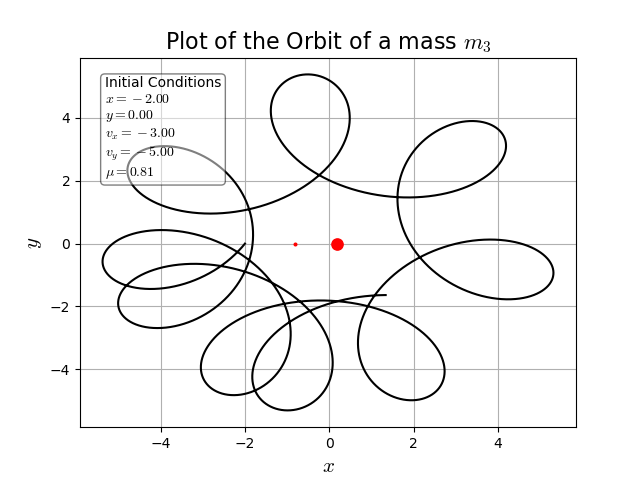 Plot of the Orbit of a mass m₃
Initial Conditions
x = −2.00
y = 0.00
vₓ = −3.00
v_y = −5.00
μ = 0.81
4
2
0
−2
−4
y
−4 −2 0 2 4
x